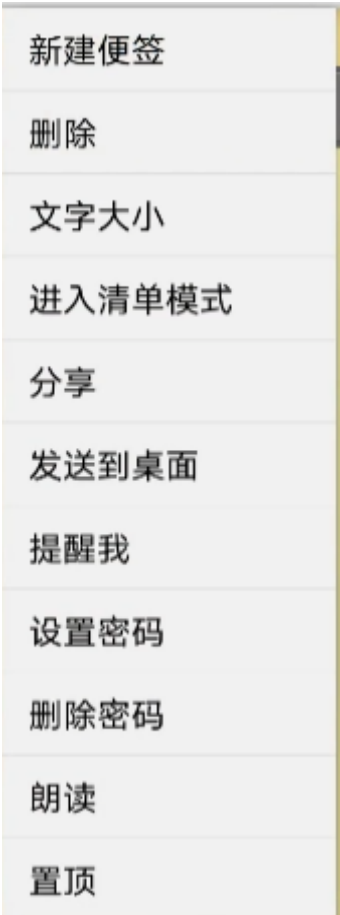 新建便签
删除
文字大小
进入清单模式
分享
发送到桌面
提醒我
设置密码
删除密码
朗读
置顶